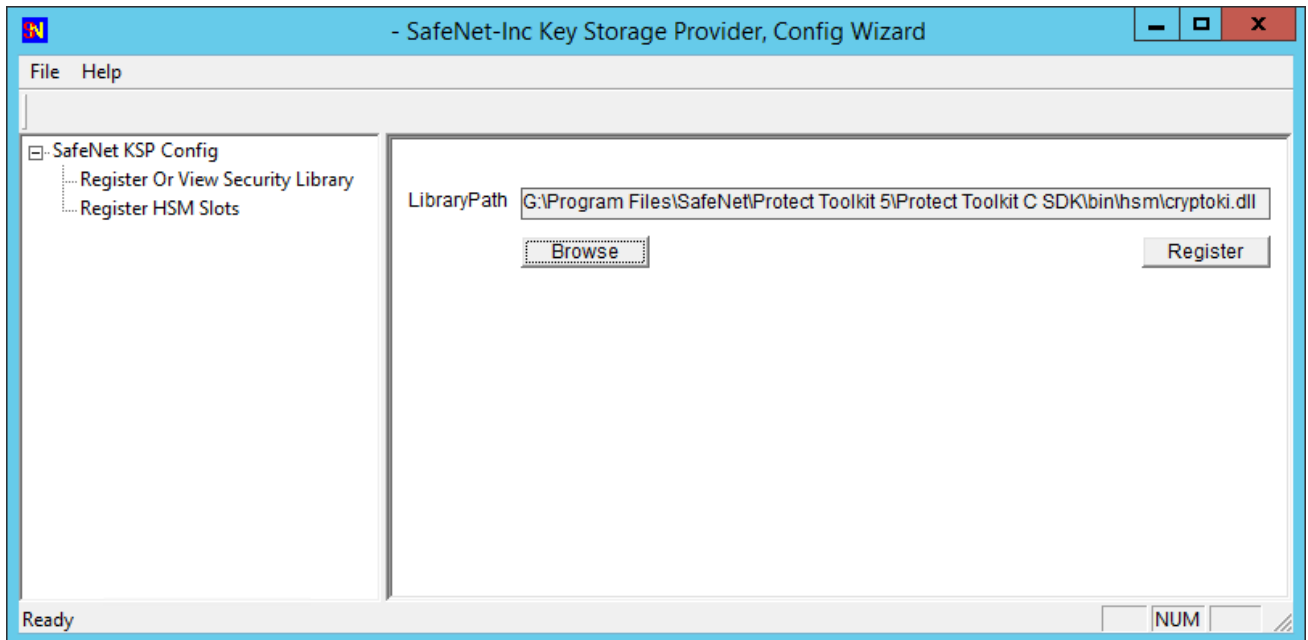 - SafeNet-Inc Key Storage Provider, Config Wizard
File Help
SafeNet KSP Config
Register Or View Security Library
Register HSM Slots
LibraryPath G:\Program Files\SafeNet\Protect Toolkit 5\Protect Toolkit C SDK\bin\hsm\cryptoki.dll
Browse Register
Ready NUM